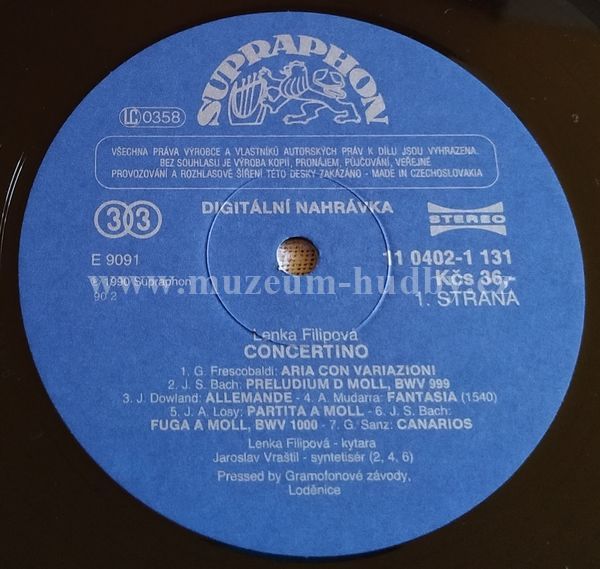 SUPRAPHON
LC 0358
VŠECHNA PRÁVA VÝROBCE A VLASTNÍKŮ AUTORSKÝCH PRÁV K DÍLU JSOU VYHRAZENA.
BEZ SOUHLASU JE VÝROBA KOPIÍ, PRONÁJEM, PŮJČOVÁNÍ, VEŘEJNÉ
PROVOZOVÁNÍ A ROZHLASOVÉ ŠÍŘENÍ TÉTO DESKY ZAKÁZÁNO - MADE IN CZECHOSLOVAKIA
33 DIGITÁLNÍ NAHRÁVKA STEREO
E 9091 11 0402-1 131
www.muzeum-hudby.cz
℗ 1990 Supraphon Kčs 36,-
90 2 1. STRANA
Lenka Filipová
CONCERTINO
1. G. Frescobaldi: ARIA CON VARIAZIONI
2. J. S. Bach: PRELUDIUM D MOLL, BWV 999
3. J. Dowland: ALLEMANDE - 4. A. Mudarra: FANTASIA (1540)
5. J. A. Losy: PARTITA A MOLL - 6. J. S. Bach:
FUGA A MOLL, BWV 1000 - 7. G. Sanz: CANARIOS
Lenka Filipová - kytara
Jaroslav Vraštil - syntetisér (2, 4, 6)
Pressed by Gramofonové závody,
Loděnice